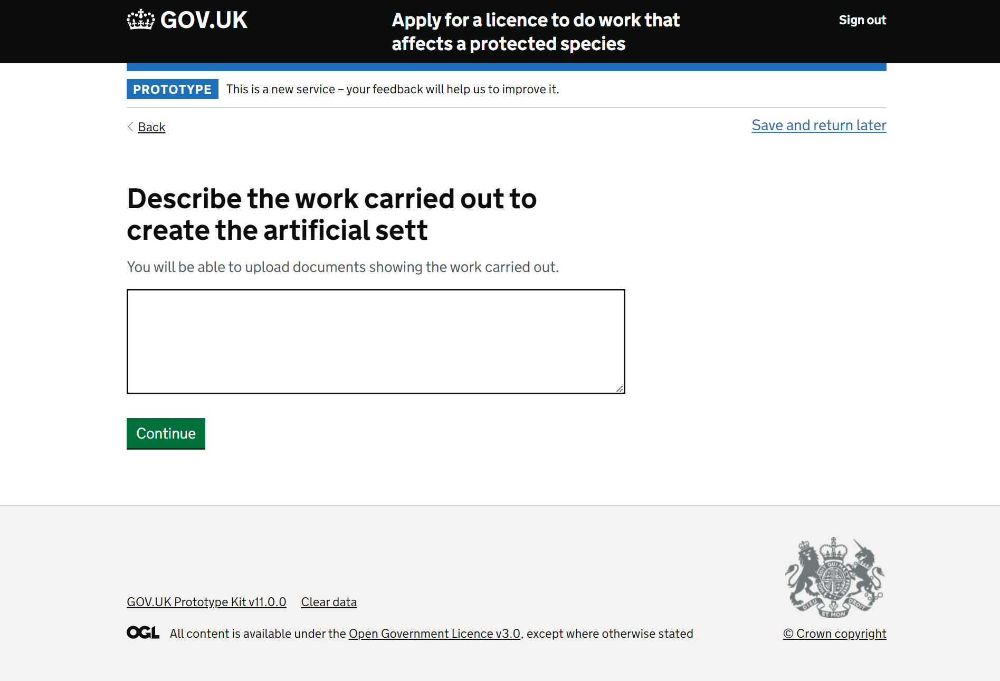 GOV.UK
Apply for a licence to do work that
affects a protected species
Sign out
PROTOTYPE This is a new service – your feedback will help us to improve it.
Back
Save and return later
Describe the work carried out to
create the artificial sett
You will be able to upload documents showing the work carried out.
Continue
GOV.UK Prototype Kit v11.0.0 Clear data
DIEU ET MON DROIT
OGL All content is available under the Open Government Licence v3.0, except where otherwise stated
© Crown copyright